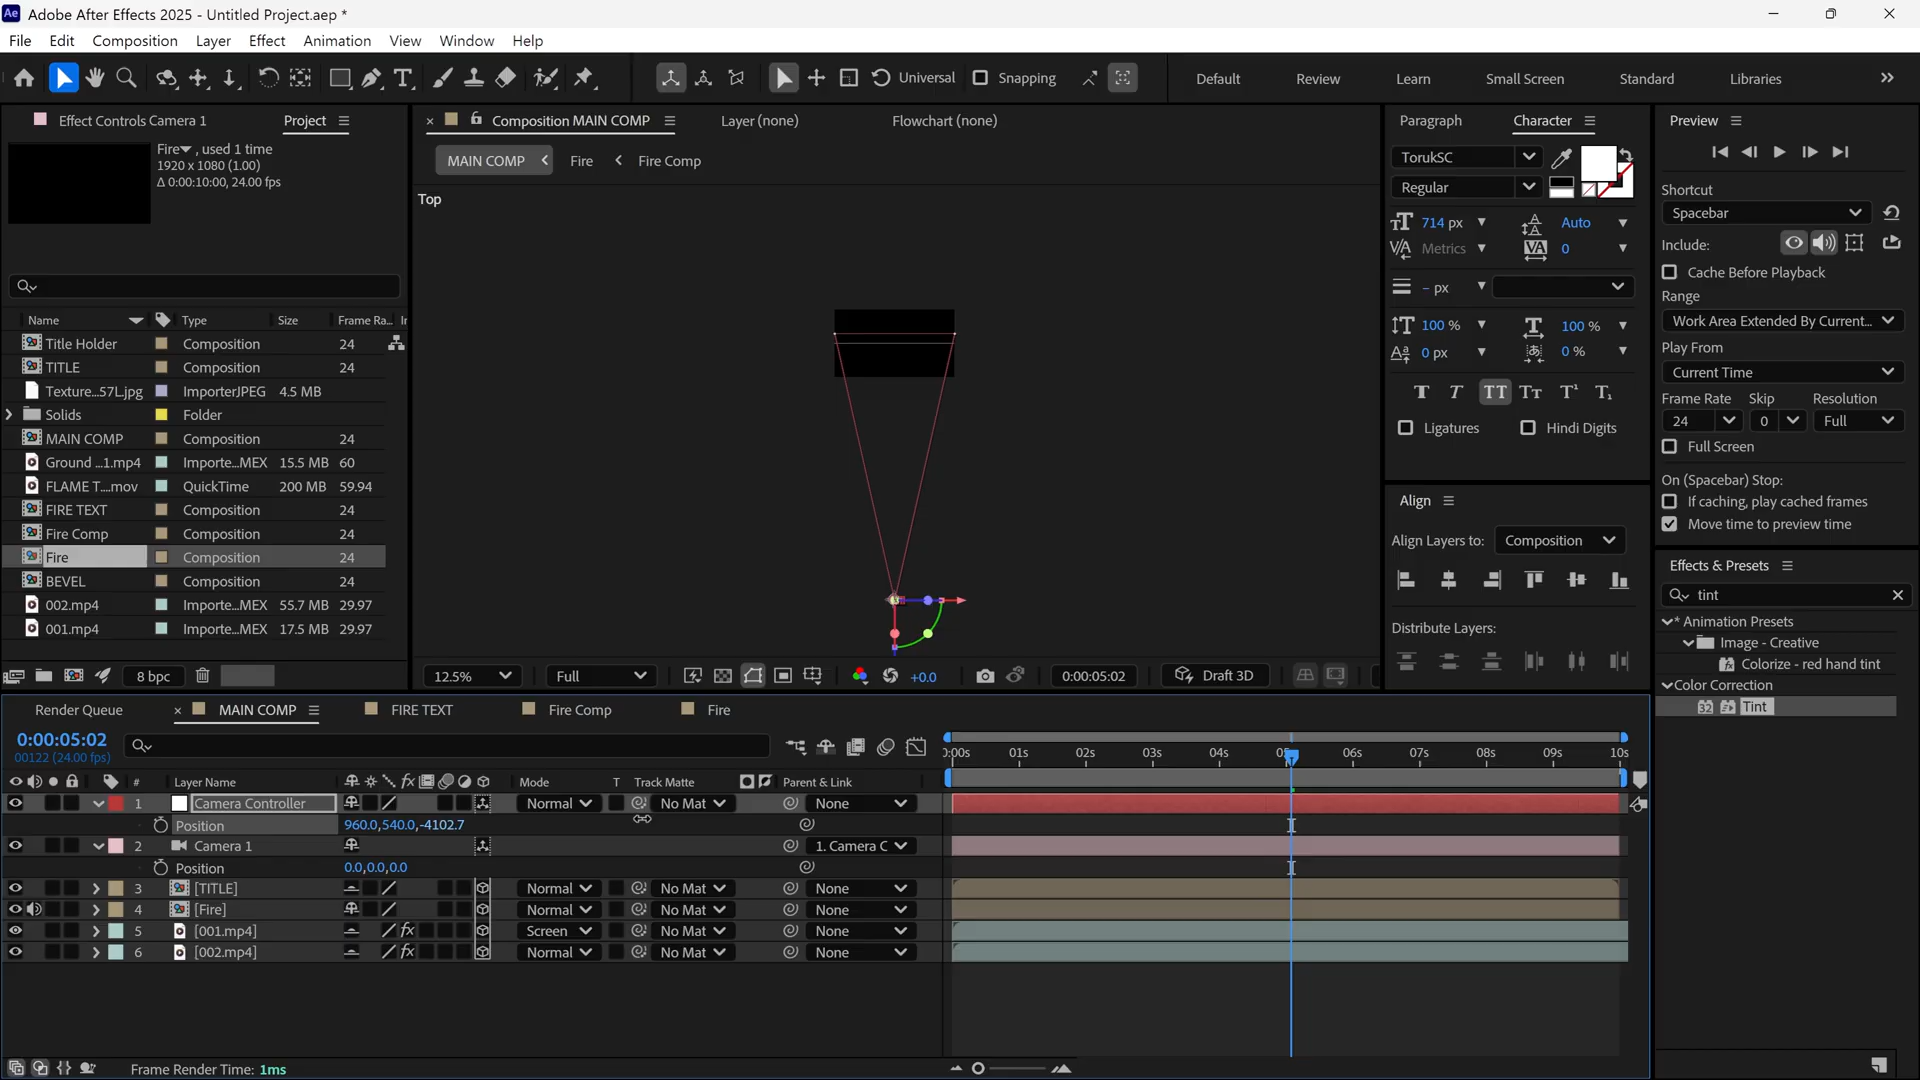 Adobe After Effects 2025 - Untitled Project.aep *
File Edit Composition Layer Effect Animation View Window Help
Universal Snapping Default Review Learn Small Screen Standard Libraries
Effect Controls Camera 1 Project
Composition MAIN COMP Layer (none) Flowchart (none)
Paragraph Character
Preview
Fire , used 1 time
1920 x 1080 (1.00)
Δ 0:00:10:00, 24.00 fps
MAIN COMP Fire Fire Comp
Top
TorukSC
Regular
714 px Auto
Metrics 0
– px
100 % 100 %
0 px 0 %
Ligatures Hindi Digits
Align
Align Layers to: Composition
Distribute Layers:
Shortcut
Spacebar
Include:
Cache Before Playback
Range
Work Area Extended By Current...
Play From
Current Time
Frame Rate Skip Resolution
24 0 Full
Full Screen
On (Spacebar) Stop:
If caching, play cached frames
Move time to preview time
Effects & Presets
tint
* Animation Presets
Image - Creative
Colorize - red hand tint
Color Correction
32 Tint
Name Type Size Frame Ra...
Title Holder Composition 24
TITLE Composition 24
Texture...57L.jpg ImporterJPEG 4.5 MB
Solids Folder
MAIN COMP Composition 24
Ground ...1.mp4 Importe...MEX 15.5 MB 60
FLAME T....mov QuickTime 200 MB 59.94
FIRE TEXT Composition 24
Fire Comp Composition 24
Fire Composition 24
BEVEL Composition 24
002.mp4 Importe...MEX 55.7 MB 29.97
001.mp4 Importe...MEX 17.5 MB 29.97
8 bpc
12.5% Full +0.0 0:00:05:02 Draft 3D
Render Queue MAIN COMP FIRE TEXT Fire Comp Fire
0:00:05:02
00122 (24.00 fps)
# Layer Name Mode T Track Matte Parent & Link
01s 02s 03s 04s 06s 07s 08s 09s 10s
1 Camera Controller Normal No Mat None
Position 960.0,540.0,-4102.7
2 Camera 1 1. Camera C
Position 0.0,0.0,0.0
3 [TITLE] Normal No Mat None
4 [Fire] Normal No Mat None
5 [001.mp4] Screen No Mat None
6 [002.mp4] Normal No Mat None
Frame Render Time: 1ms